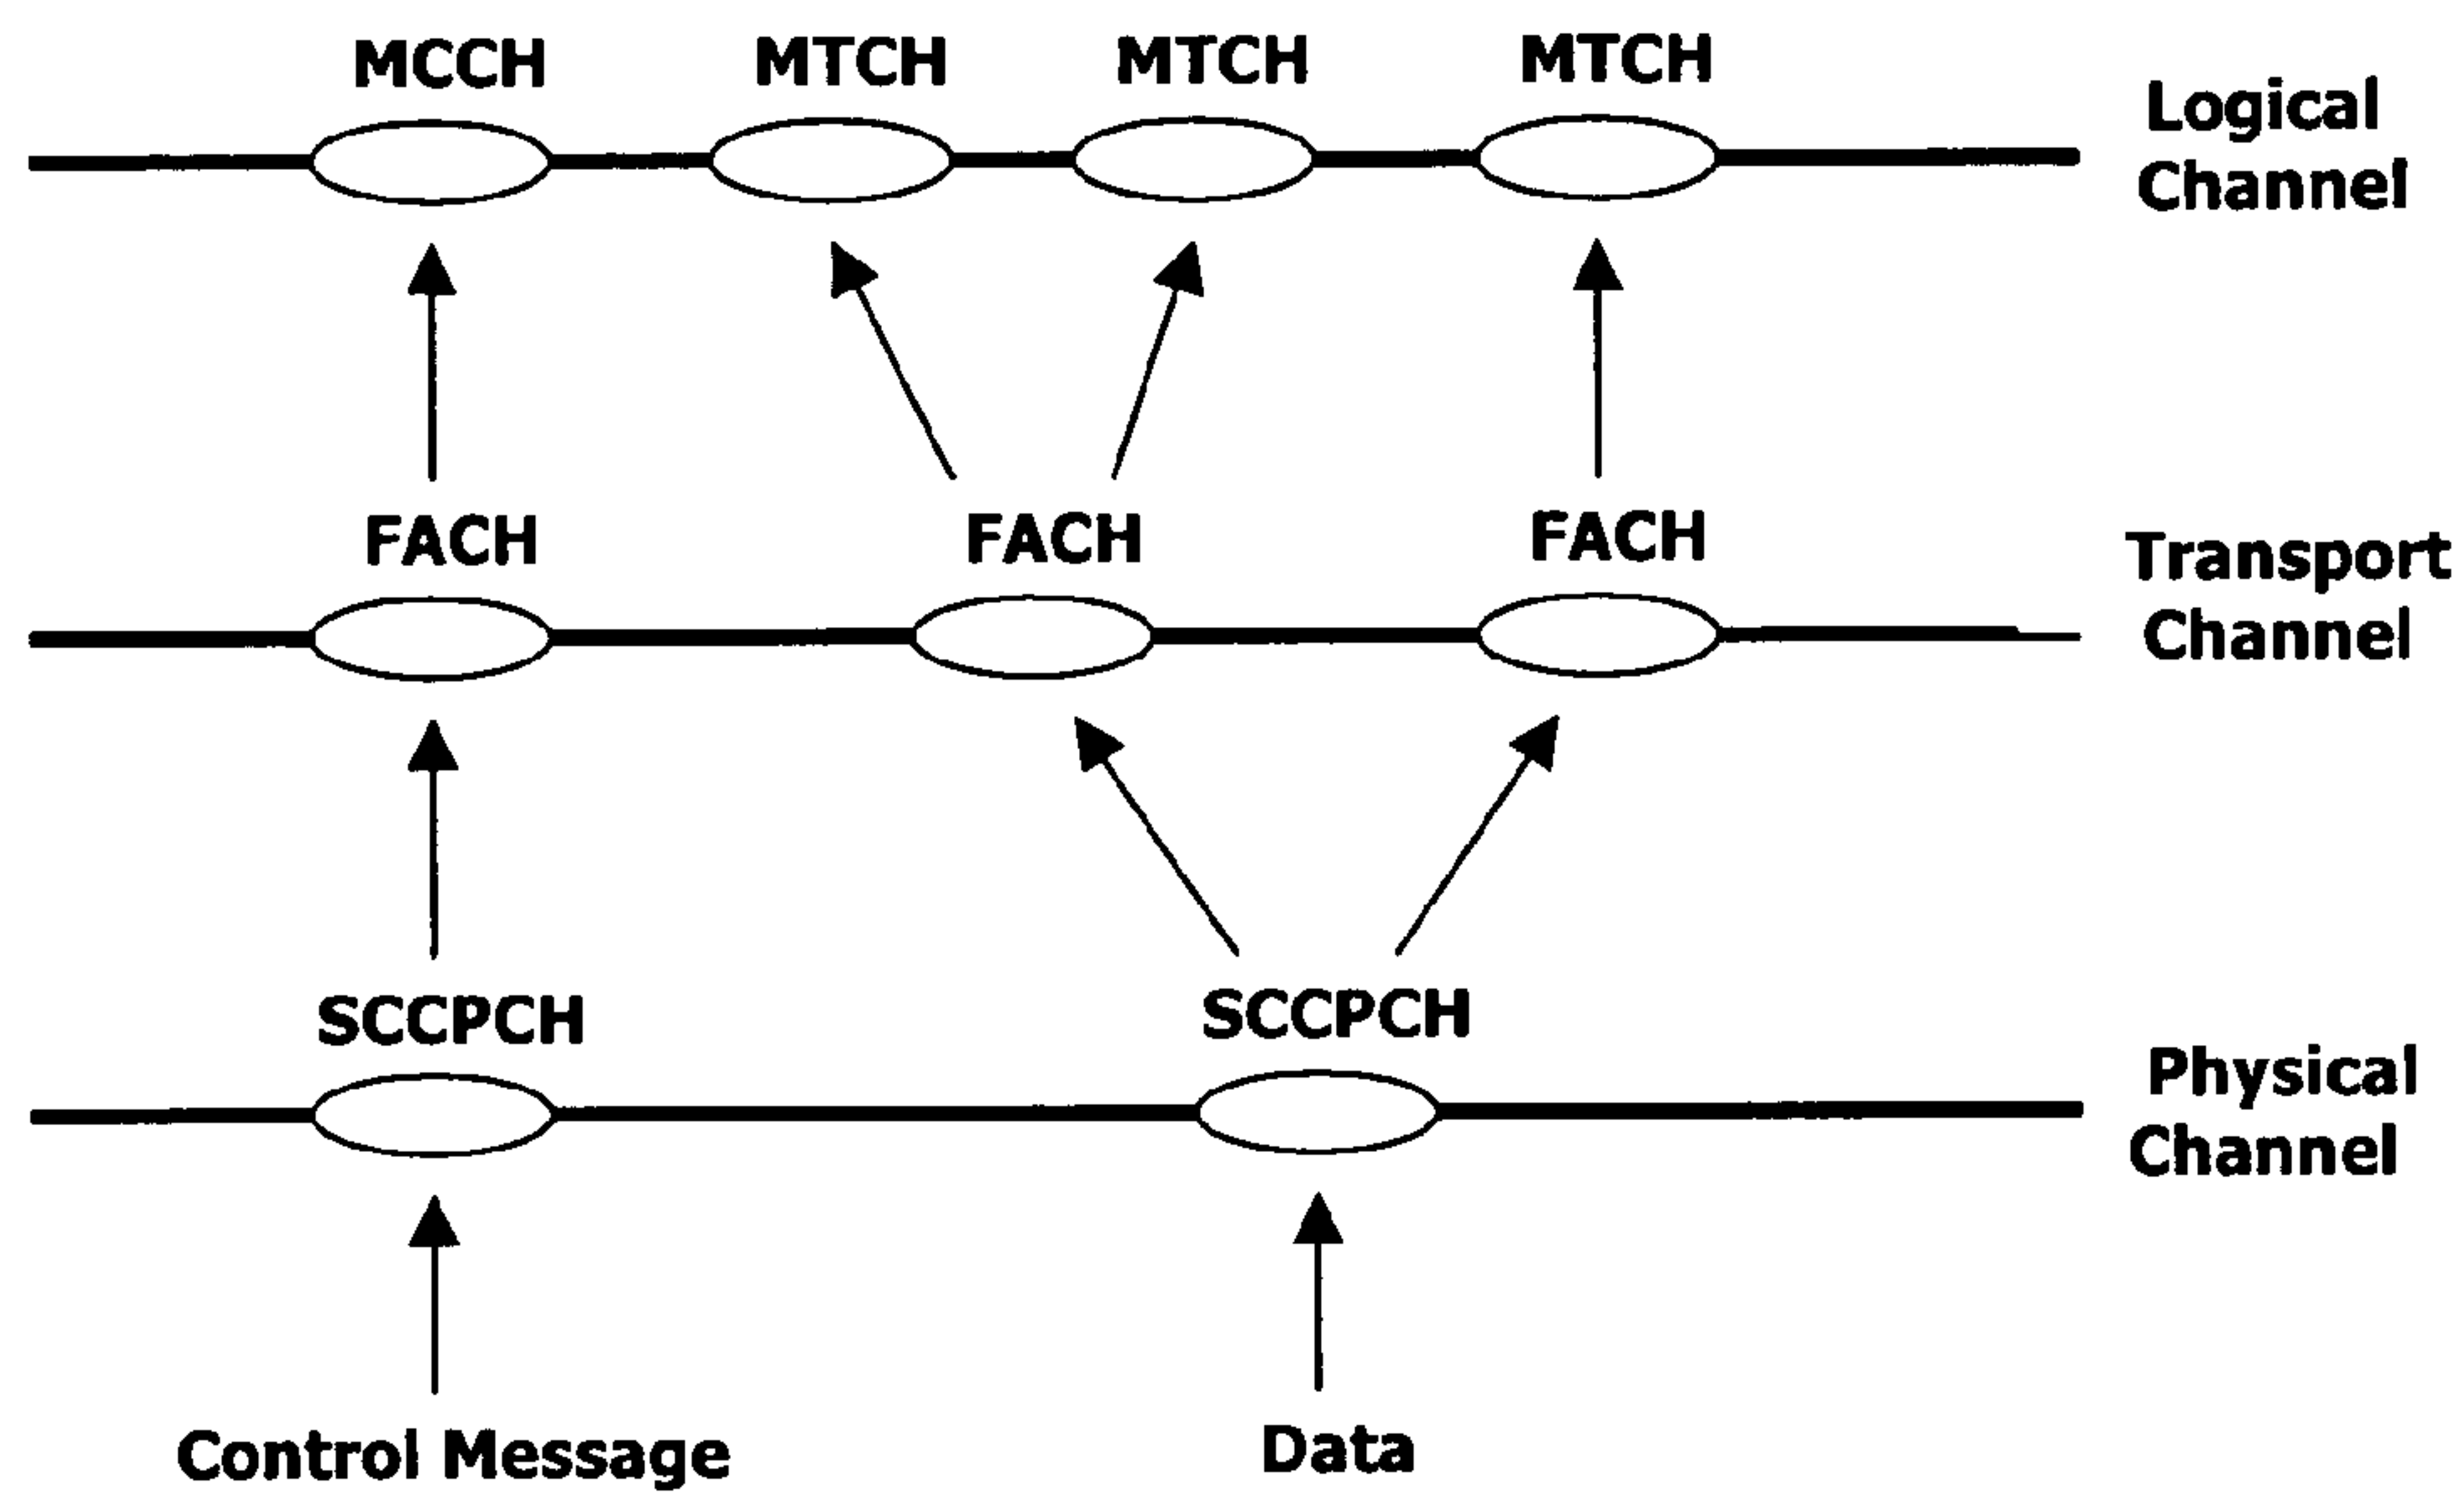 MCCH MTCH MTCH MTCH
Logical
Channel
FACH FACH FACH
Transport
Channel
SCCPCH SCCPCH
Physical
Channel
Control Message Data